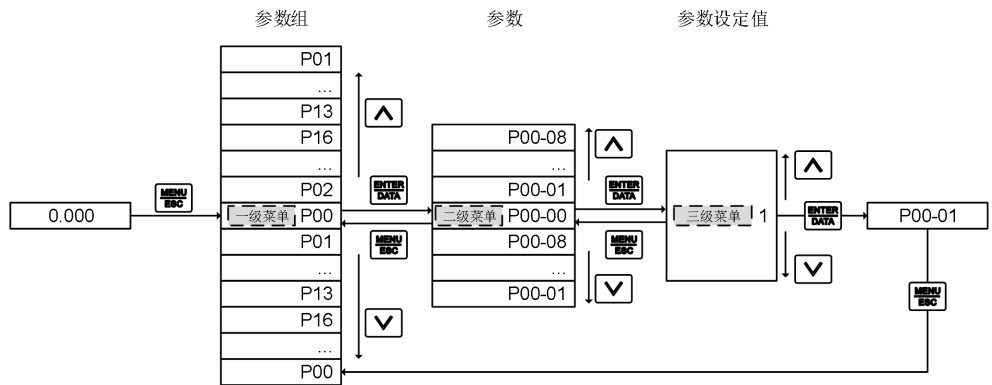 参数组
参数
参数设定值
0.000
MENU
ESC
P01
...
P13
P16
...
P02
一级菜单 P00
P01
...
P13
P16
...
P00
ENTER
DATA
MENU
ESC
P00-08
...
P00-01
二级菜单 P00-00
P00-08
...
P00-01
ENTER
DATA
MENU
ESC
三级菜单 1
ENTER
DATA
P00-01
MENU
ESC